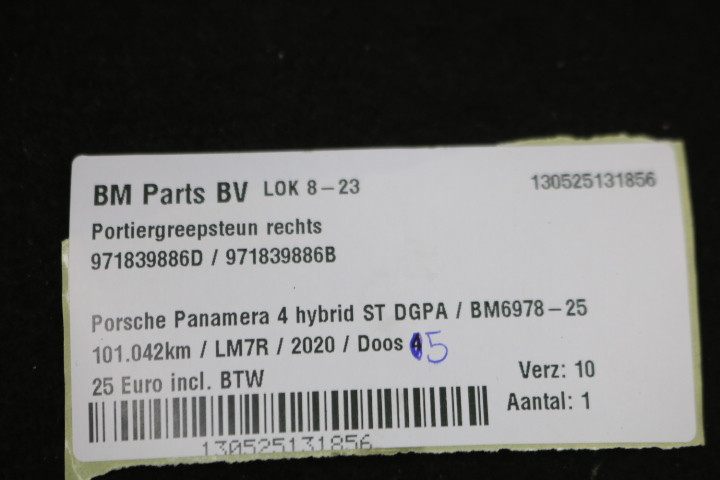 BM Parts BV LOK 8-23 130525131856
Portiergreepsteun rechts
971839886D / 971839886B
Porsche Panamera 4 hybrid ST DGPA / BM6978-25
101.042km / LM7R / 2020 / Doos 5
25 Euro incl. BTW Verz: 10
Aantal: 1
130525131856